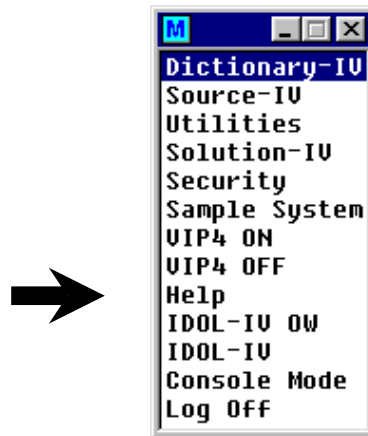 M
Dictionary-IV
Source-IV
Utilities
Solution-IV
Security
Sample System
VIP4 ON
VIP4 OFF
Help
IDOL-IV OW
IDOL-IV
Console Mode
Log Off